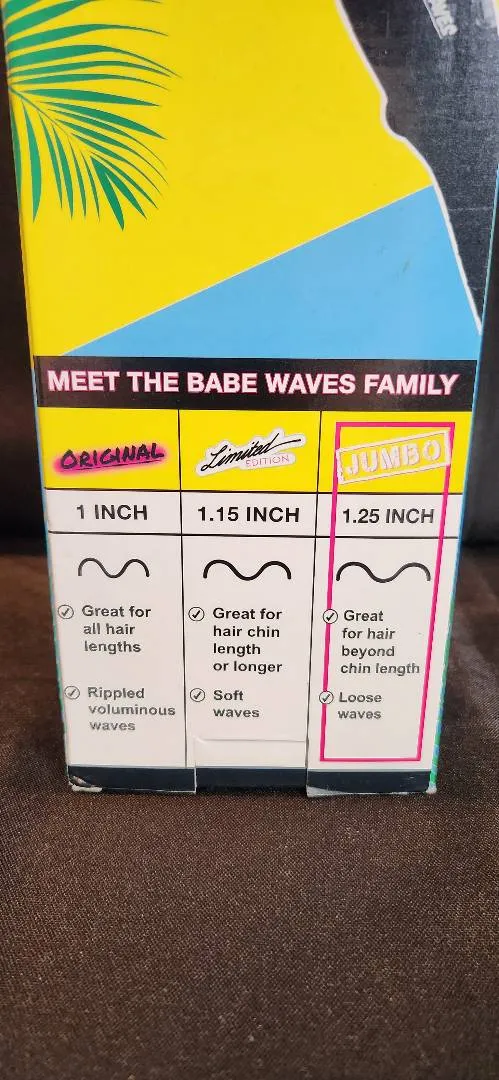 WAVES
MEET THE BABE WAVES FAMILY
ORIGINAL
Limited
EDITION
JUMBO
1 INCH
1.15 INCH
1.25 INCH
Great for
all hair
lengths
Rippled
voluminous
waves
Great for
hair chin
length
or longer
Soft
waves
Great
for hair
beyond
chin length
Loose
waves